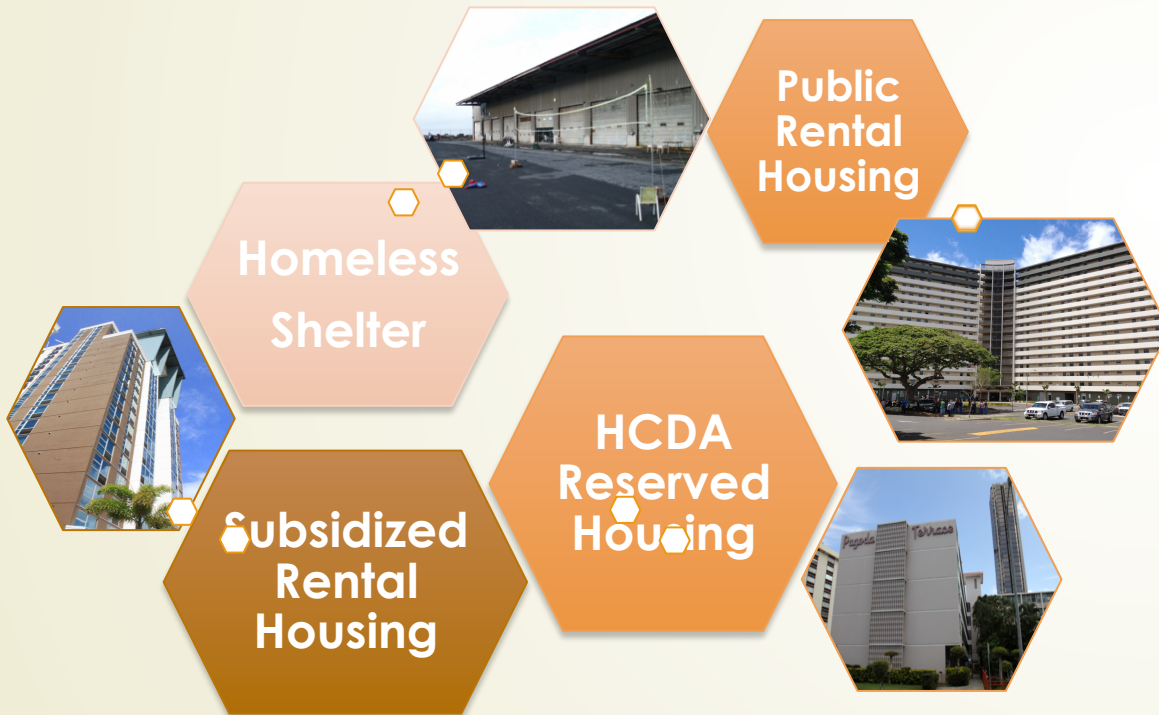 Public
Rental
Housing
Homeless
Shelter
HCDA
Reserved
Housing
Subsidized
Rental
Housing
Pagoda Terrace